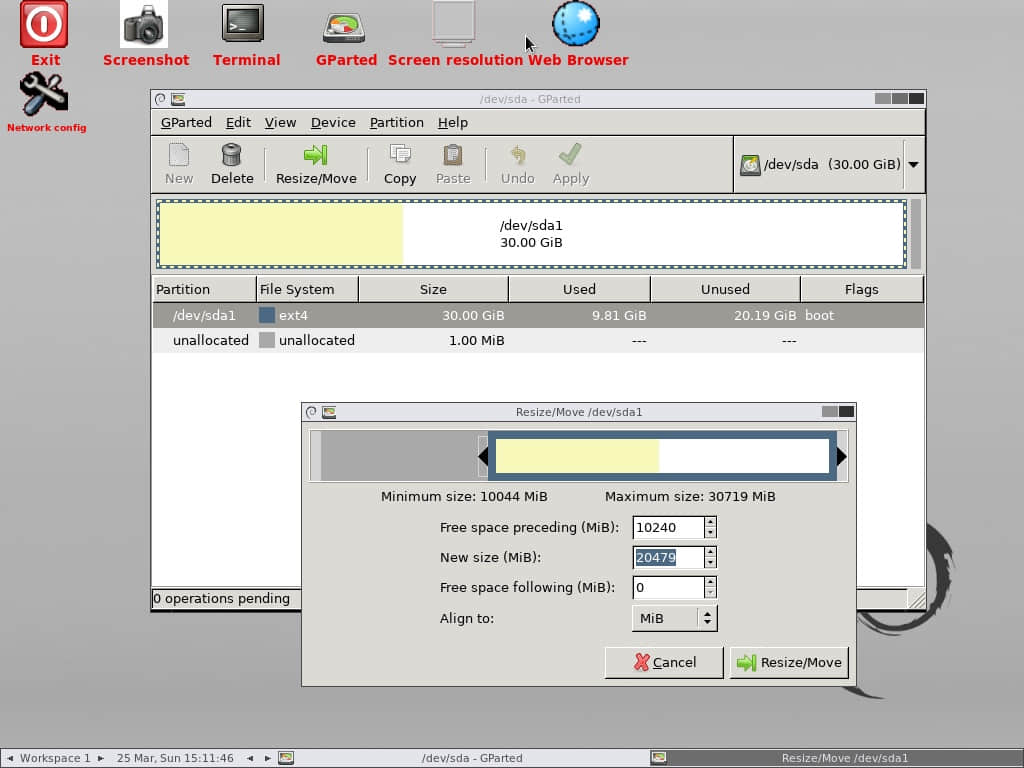 Exit
Screenshot
Terminal
GParted
Screen resolution
Web Browser
Network config
/dev/sda - GParted
GParted Edit View Device Partition Help
New Delete Resize/Move Copy Paste Undo Apply
/dev/sda (30.00 GiB)
/dev/sda1
30.00 GiB
Partition File System Size Used Unused Flags
/dev/sda1 ext4 30.00 GiB 9.81 GiB 20.19 GiB boot
unallocated unallocated 1.00 MiB --- ---
Resize/Move /dev/sda1
Minimum size: 10044 MiB Maximum size: 30719 MiB
Free space preceding (MiB): 10240
New size (MiB): 20479
Free space following (MiB): 0
Align to: MiB
Cancel Resize/Move
0 operations pending
Workspace 1 25 Mar, Sun 15:11:46 /dev/sda - GParted Resize/Move /dev/sda1